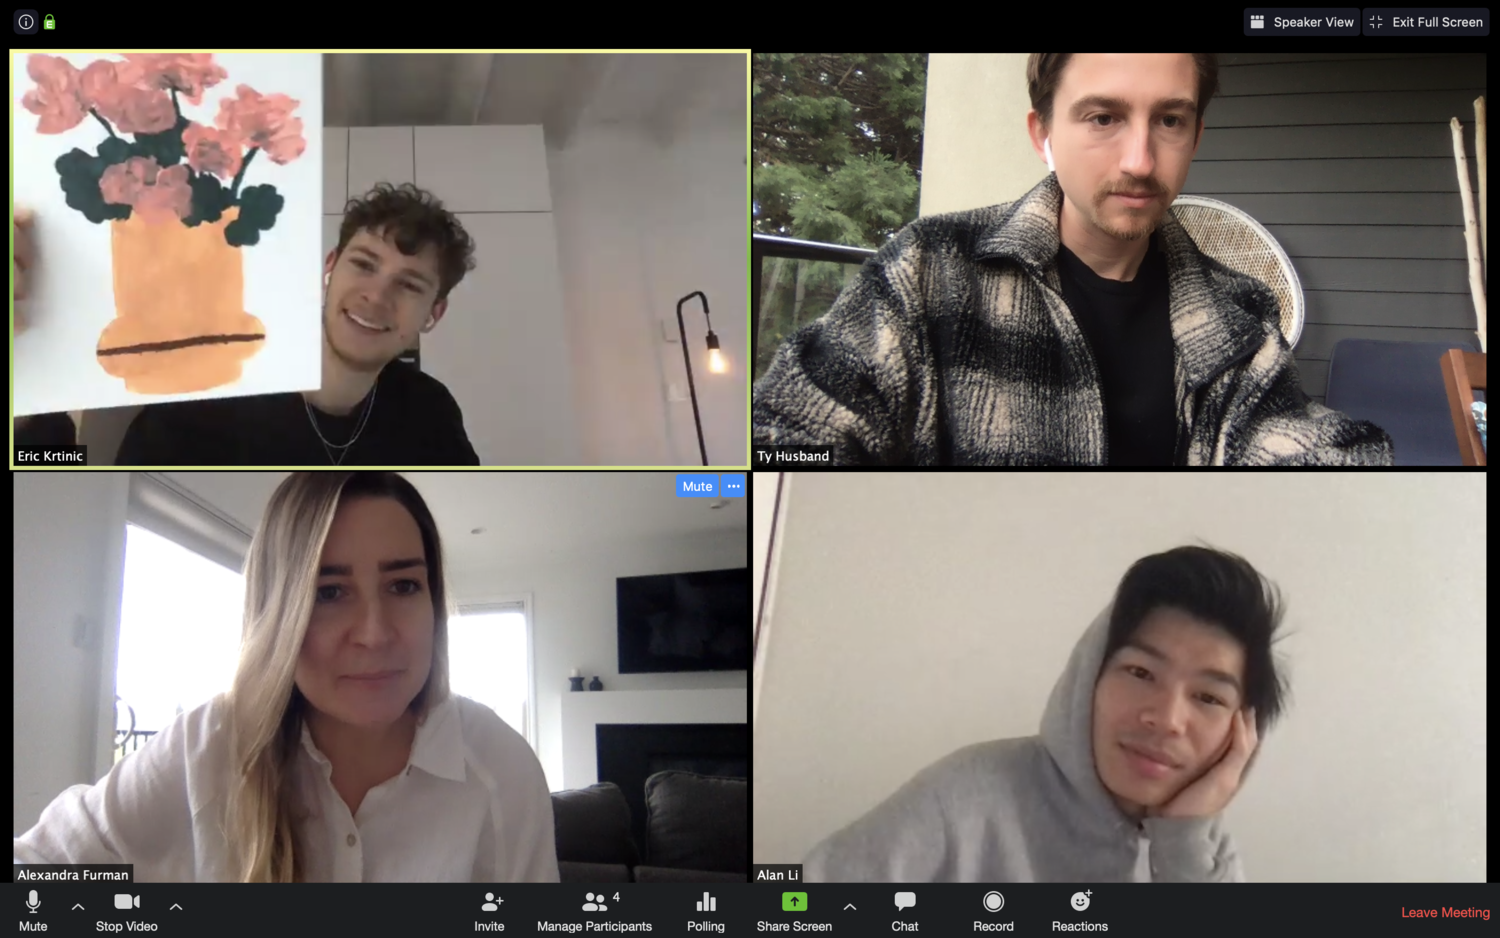 Speaker View
Exit Full Screen
Eric Krtinic
Ty Husband
Mute
Alexandra Furman
Alan Li
Mute
Stop Video
Invite
4
Manage Participants
Polling
Share Screen
Chat
Record
Reactions
Leave Meeting